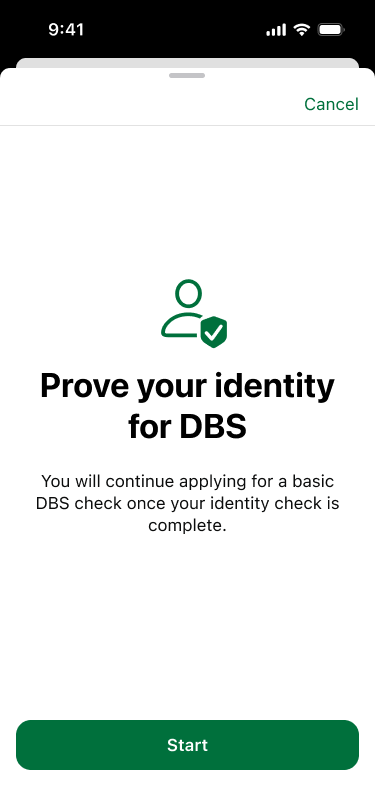 9:41
Cancel
Prove your identity
for DBS
You will continue applying for a basic
DBS check once your identity check is
complete.
Start